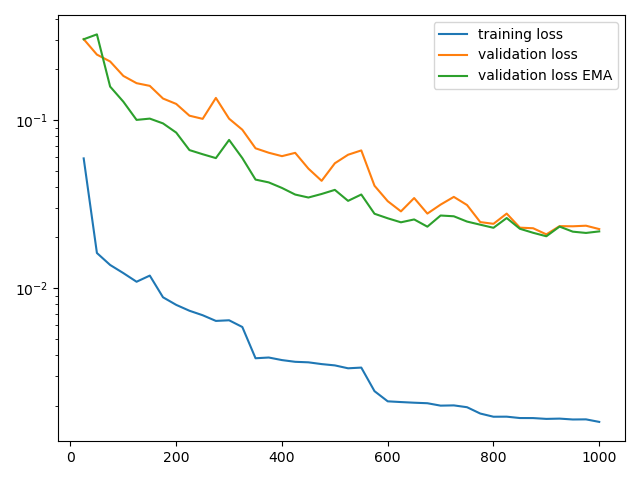 training loss
validation loss
validation loss EMA
10⁻¹
10⁻²
0 200 400 600 800 1000